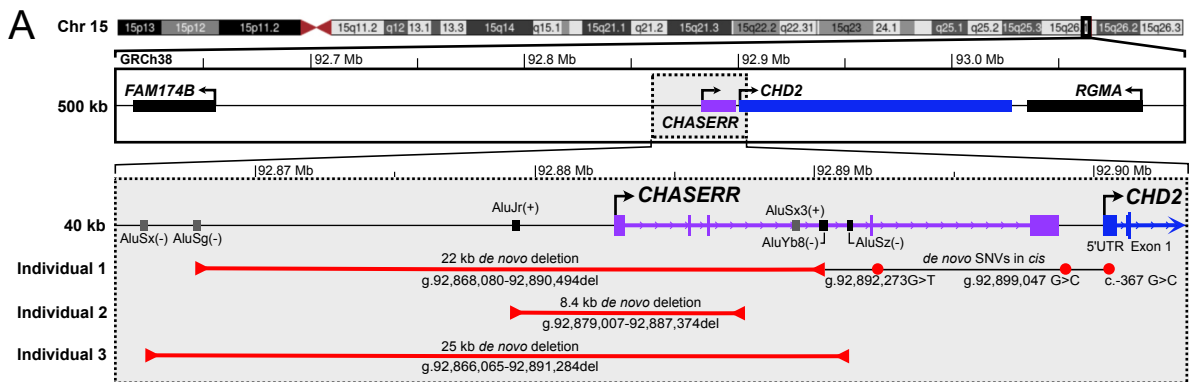 A
Chr 15 15p13 15p12 15p11.2 15q11.2 q12 13.1 13.3 15q14 q15.1 15q21.1 q21.2 15q21.3 15q22.2 q22.31 15q23 24.1 q25.1 q25.2 15q25.3 15q26.1 15q26.2 15q26.3
GRCh38 92.7 Mb 92.8 Mb 92.9 Mb 93.0 Mb
FAM174B CHD2 RGMA
500 kb
CHASERR
92.87 Mb 92.88 Mb 92.89 Mb 92.90 Mb
CHASERR CHD2
AluJr(+) AluSx3(+)
40 kb
AluSx(-) AluSg(-) AluYb8(-) AluSz(-) 5'UTR Exon 1
Individual 1 22 kb de novo deletion de novo SNVs in cis
g.92,868,080-92,890,494del g.92,892,273G>T g.92,899,047 G>C c.-367 G>C
Individual 2 8.4 kb de novo deletion
g.92,879,007-92,887,374del
Individual 3 25 kb de novo deletion
g.92,866,065-92,891,284del